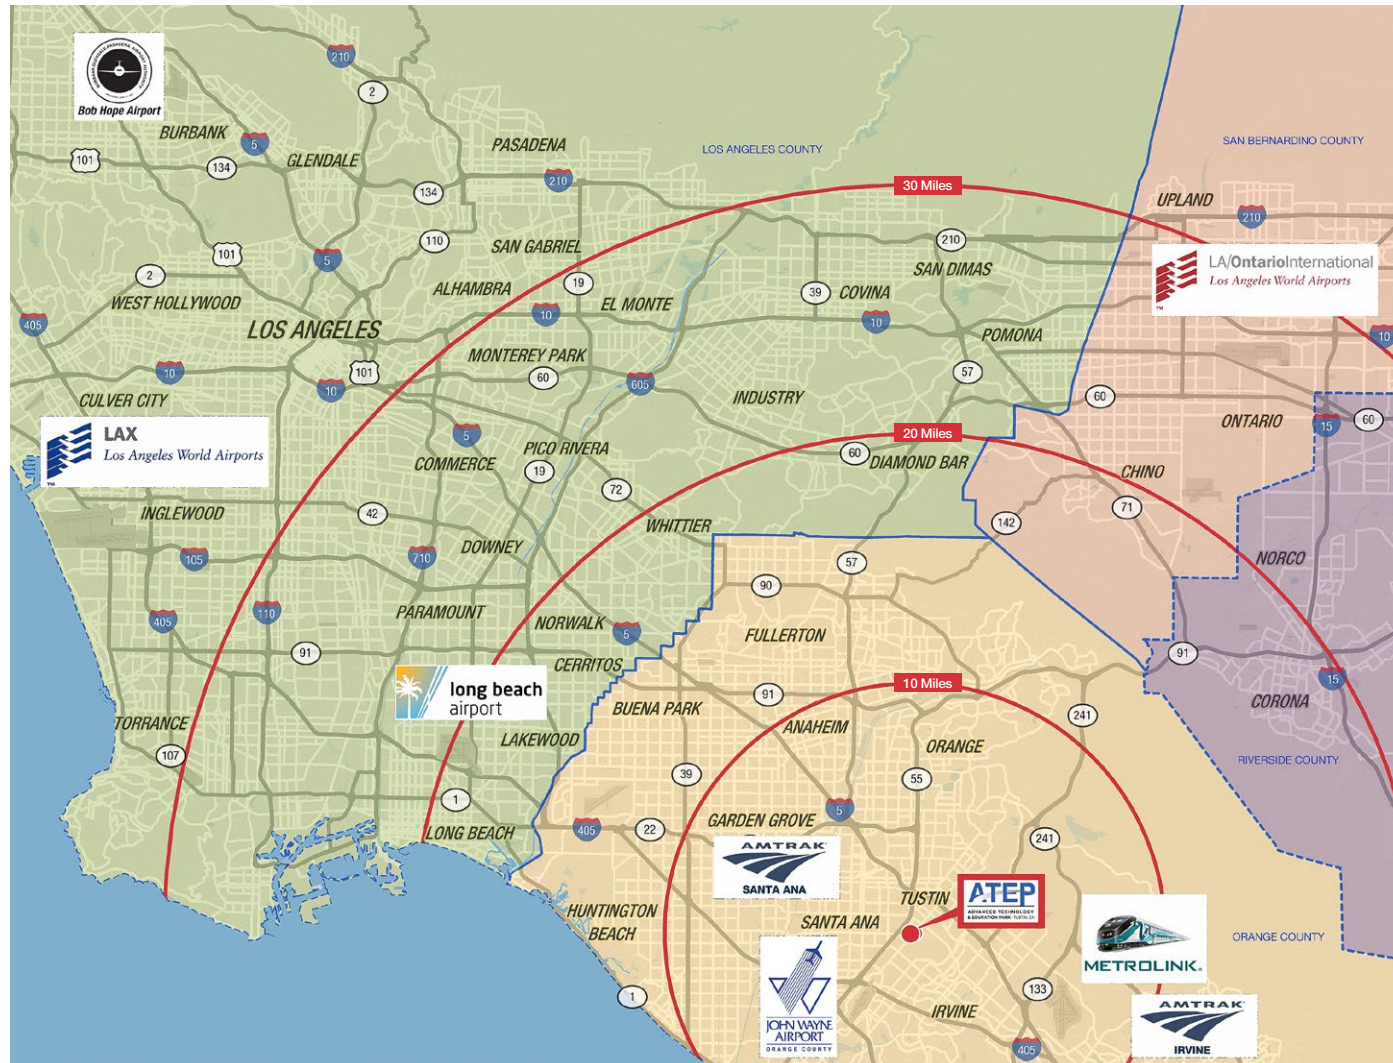 210
2
Bob Hope Airport
BURBANK
5
GLENDALE
PASADENA
LOS ANGELES COUNTY
SAN BERNARDINO COUNTY
101
134
210
134
30 Miles
UPLAND
210
110
101
5
SAN GABRIEL
210
SAN DIMAS
LA/OntarioInternational
Los Angeles World Airports
TM
2
WEST HOLLYWOOD
ALHAMBRA
19
EL MONTE
39
COVINA
405
LOS ANGELES
10
10
POMONA
10
MONTEREY PARK
10
CULVER CITY
10
101
60
605
57
INDUSTRY
60
ONTARIO
15
60
LAX
Los Angeles World Airports
TM
5
COMMERCE
PICO RIVERA
20 Miles
60
DIAMOND BAR
19
CHINO
72
71
INGLEWOOD
42
WHITTIER
142
105
710
DOWNEY
57
NORCO
90
405
110
PARAMOUNT
NORWALK
5
FULLERTON
91
CERRITOS
91
long beach
airport
10 Miles
15
CORONA
BUENA PARK
91
ANAHEIM
241
TORRANCE
107
LAKEWOOD
ORANGE
RIVERSIDE COUNTY
39
55
1
LONG BEACH
405
22
GARDEN GROVE
5
241
AMTRAK
SANTA ANA
TUSTIN
ATEP
ADVANCED TECHNOLOGY
& EDUCATION PARK TUSTIN, CA
HUNTINGTON
BEACH
SANTA ANA
METROLINK.
ORANGE COUNTY
1
JOHN WAYNE
AIRPORT
ORANGE COUNTY
133
IRVINE
405
AMTRAK
IRVINE